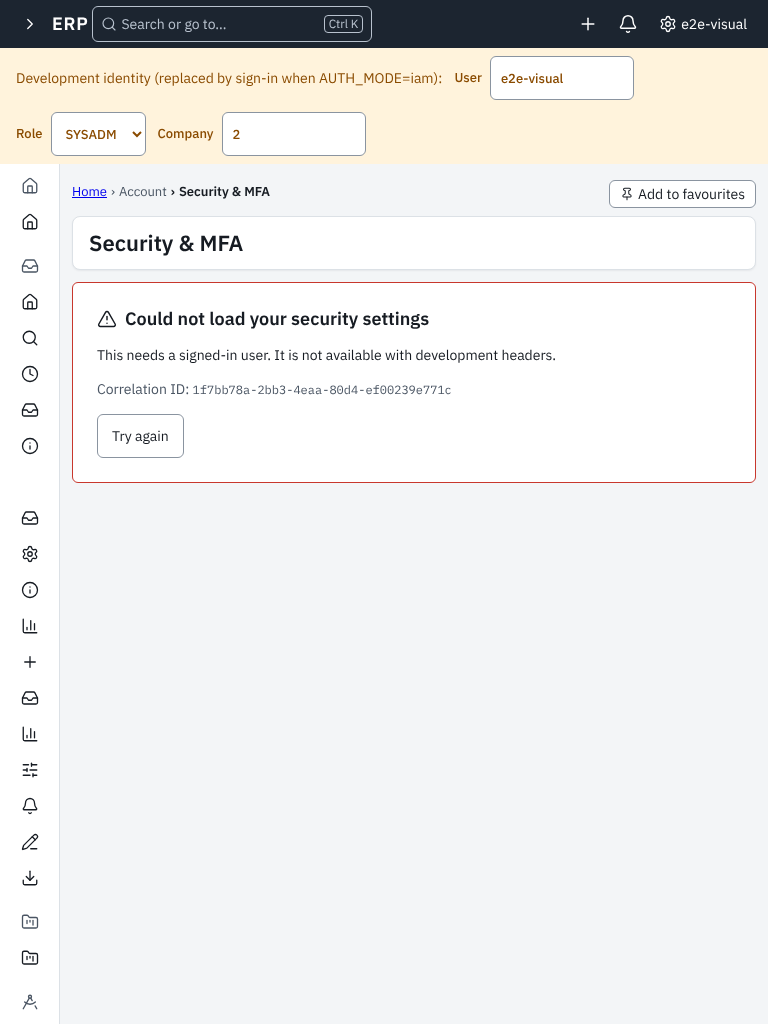 ERP
Search or go to...
Ctrl K
e2e-visual
Development identity (replaced by sign-in when AUTH_MODE=iam):
User
e2e-visual
Role
SYSADM
Company
2
Home › Account › Security & MFA
Add to favourites
Security & MFA
Could not load your security settings
This needs a signed-in user. It is not available with development headers.
Correlation ID: 1f7bb78a-2bb3-4eaa-80d4-ef00239e771c
Try again